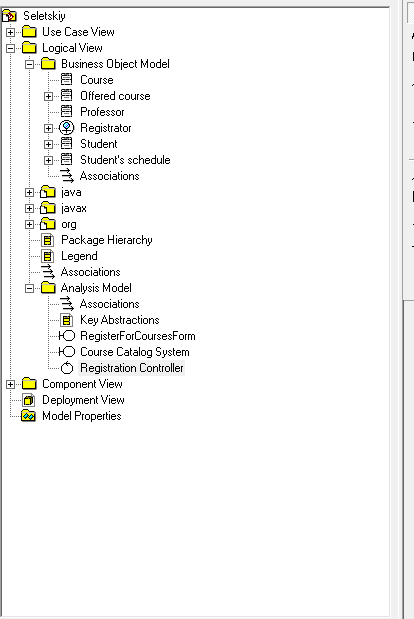 Seletskiy
Use Case View
Logical View
Business Object Model
Course
Offered course
Professor
Registrator
Student
Student's schedule
Associations
java
javax
org
Package Hierarchy
Legend
Associations
Analysis Model
Associations
Key Abstractions
RegisterForCoursesForm
Course Catalog System
Registration Controller
Component View
Deployment View
Model Properties